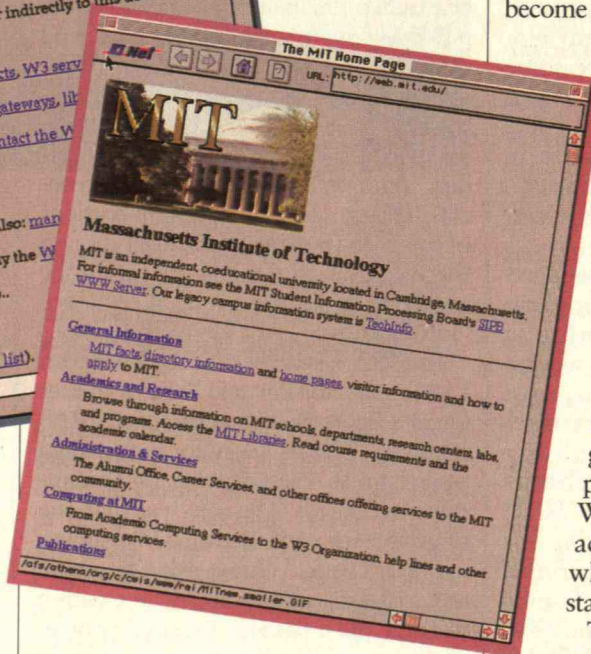 r indirectly to this do
cts, W3 serv
gateways, lib
ntact the W
also: man
y the W
list).
become
The MIT Home Page
Net
URL: http://web.mit.edu/
MIT
Massachusetts Institute of Technology
MIT is an independent, coeducational university located in Cambridge, Massachusetts.
For informal information see the MIT Student Information Processing Board's SIPB
WWW Server. Our legacy campus information system is TechInfo.
General Information
MIT facts, directory information and home pages, visitor information and how to
apply to MIT.
Academics and Research
Browse through information on MIT schools, departments, research centers, labs,
and programs. Access the MIT Libraries. Read course requirements and the
academic calendar.
Administration & Services
The Alumni Office, Career Services, and other offices offering services to the MIT
community.
Computing at MIT
From Academic Computing Services to the W3 Organization, help lines and other
computing services.
Publications
/afs/athena/org/c/cwis/www/rei/MITnew.smaller.GIF
g
p
W
ac
wh
sta
T